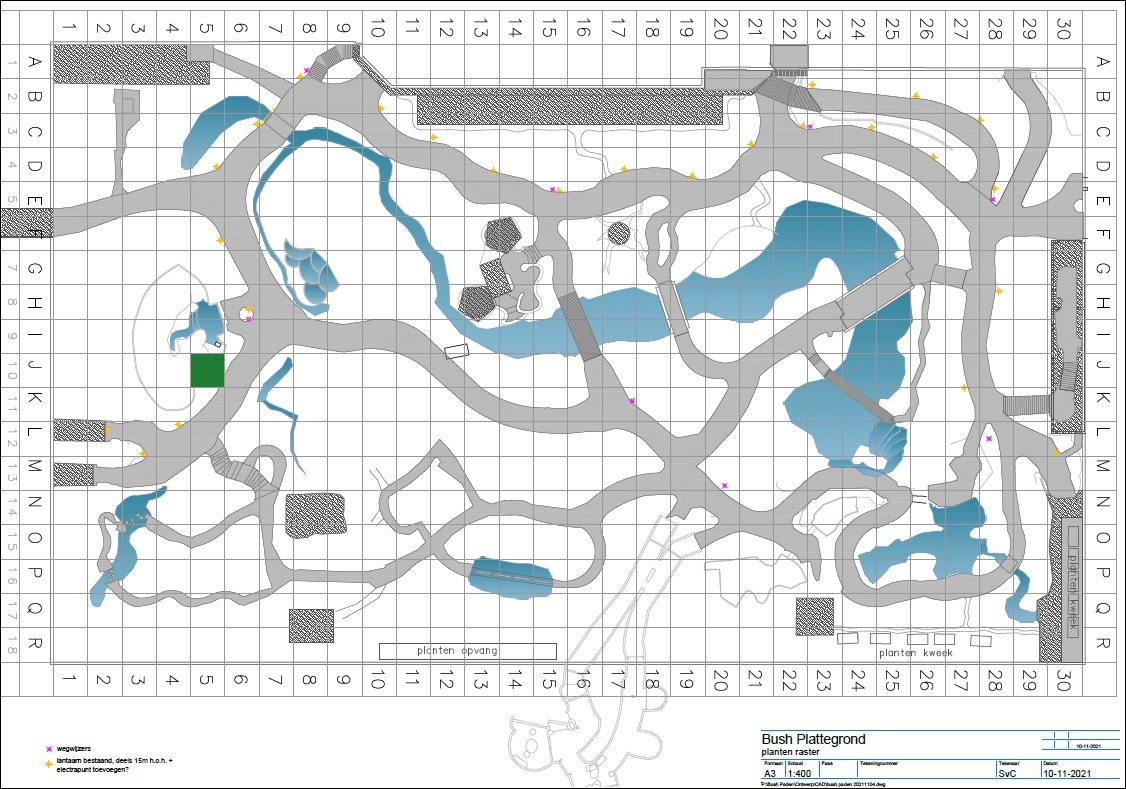 1 2 3 4 5 6 7 8 9 10 11 12 13 14 15 16 17 18 19 20 21 22 23 24 25 26 27 28 29 30
1 A A
2 B B
3 C C
4 D D
5 E E
F F
7 G G
8 H H
9 I I
10 J J
11 K K
12 L L
13 M M
14 N N
15 O O
16 P P
17 Q Q
18 R R
planten kweek
planten opvang
planten kweek
1 2 3 4 5 6 7 8 9 10 11 12 13 14 15 16 17 18 19 20 21 22 23 24 25 26 27 28 29 30
wegwijzers
lantaarn bestaand, deels 15m h.o.h. +
electrapunt toevoegen?
Bush Plattegrond
planten raster
10-11-2021
Formaat School Fase Tekeningnummer Tekenaar Datum
A3 1:400 SvC 10-11-2021
P:\Bush Paden\Ontwerp\CAD\bush paden 20211104.dwg